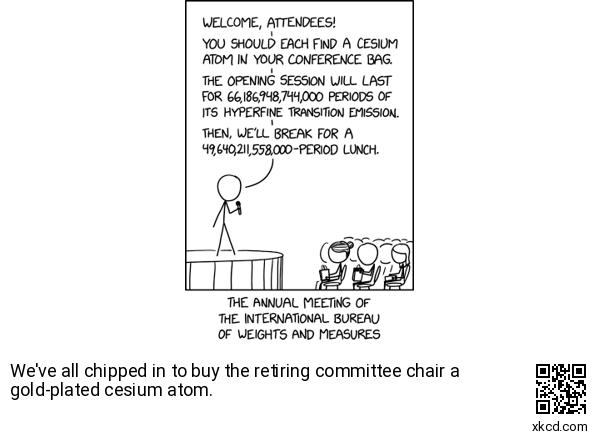 WELCOME, ATTENDEES!
YOU SHOULD EACH FIND A CESIUM
ATOM IN YOUR CONFERENCE BAG.
THE OPENING SESSION WILL LAST
FOR 66,186,948,744,000 PERIODS OF
ITS HYPERFINE TRANSITION EMISSION.
THEN, WE'LL BREAK FOR A
49,640,211,558,000-PERIOD LUNCH.
THE ANNUAL MEETING OF
THE INTERNATIONAL BUREAU
OF WEIGHTS AND MEASURES
We've all chipped in to buy the retiring committee chair a
gold-plated cesium atom.
xkcd.com